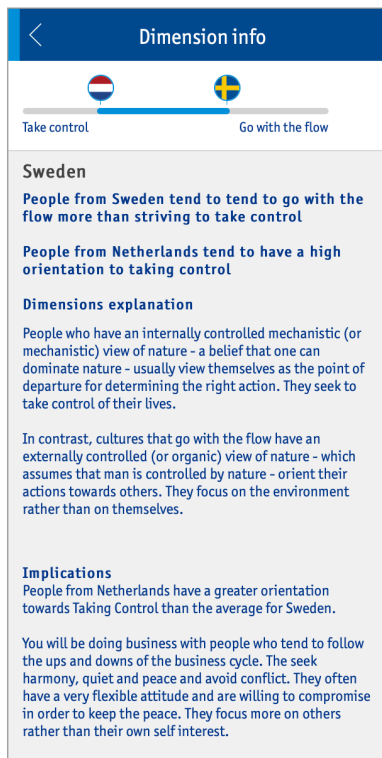 Dimension info
Take control
Go with the flow
Sweden
People from Sweden tend to tend to go with the
flow more than striving to take control
People from Netherlands tend to have a high
orientation to taking control
Dimensions explanation
People who have an internally controlled mechanistic (or
mechanistic) view of nature - a belief that one can
dominate nature - usually view themselves as the point of
departure for determining the right action. They seek to
take control of their lives.
In contrast, cultures that go with the flow have an
externally controlled (or organic) view of nature - which
assumes that man is controlled by nature - orient their
actions towards others. They focus on the environment
rather than on themselves.
Implications
People from Netherlands have a greater orientation
towards Taking Control than the average for Sweden.
You will be doing business with people who tend to follow
the ups and downs of the business cycle. The seek
harmony, quiet and peace and avoid conflict. They often
have a very flexible attitude and are willing to compromise
in order to keep the peace. They focus more on others
rather than their own self interest.